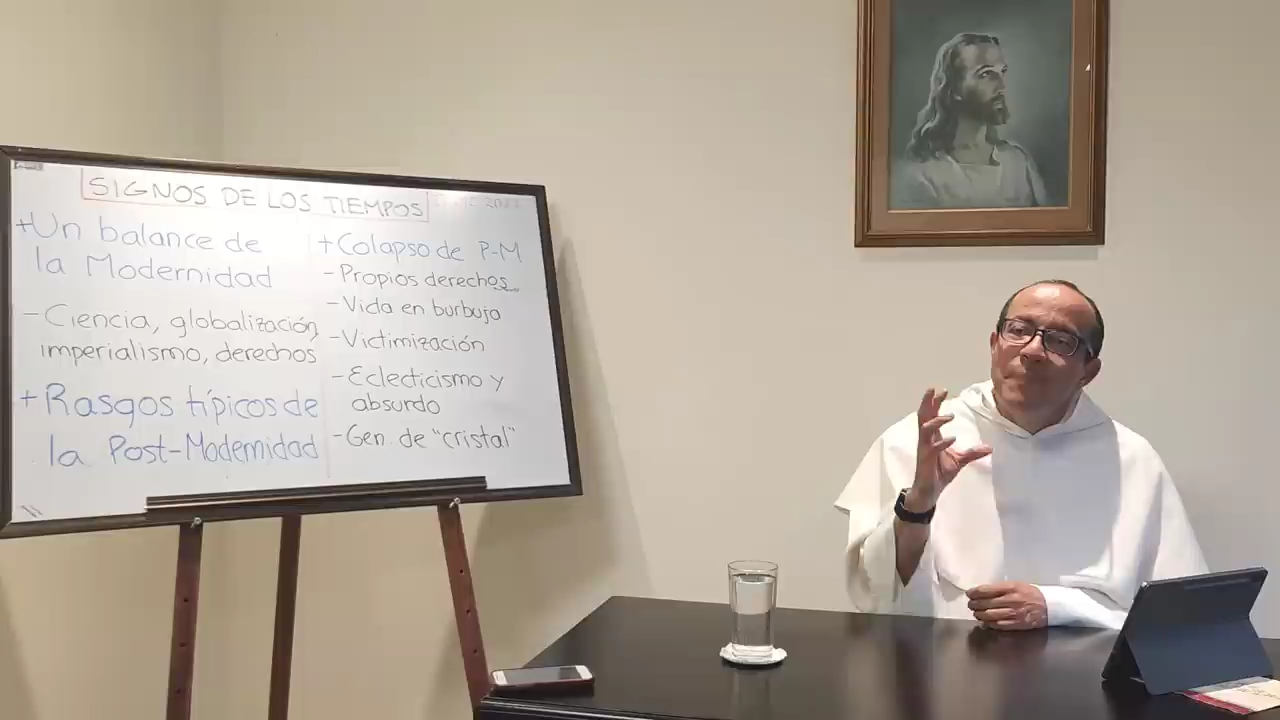 SIGNOS DE LOS TIEMPOS
+Un balance de
la Modernidad
- Ciencia, globalización,
imperialismo, derechos
+ Rasgos típicos de
la Post-Modernidad
+Colapso de P-M
- Propios derechos
- Vida en burbuja
- Victimización
- Eclecticismo y
absurdo
- Gen. de "cristal"